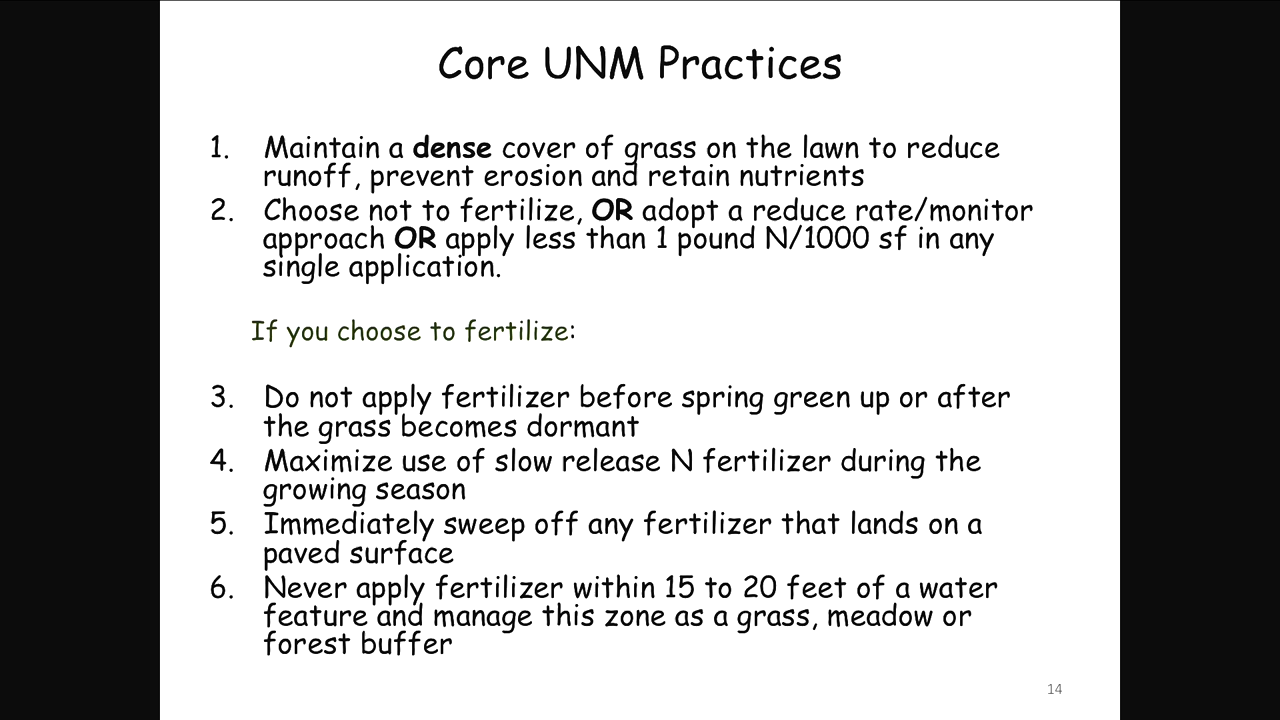 Core UNM Practices
1. Maintain a dense cover of grass on the lawn to reduce
runoff, prevent erosion and retain nutrients
2. Choose not to fertilize, OR adopt a reduce rate/monitor
approach OR apply less than 1 pound N/1000 sf in any
single application.
If you choose to fertilize:
3. Do not apply fertilizer before spring green up or after
the grass becomes dormant
4. Maximize use of slow release N fertilizer during the
growing season
5. Immediately sweep off any fertilizer that lands on a
paved surface
6. Never apply fertilizer within 15 to 20 feet of a water
feature and manage this zone as a grass, meadow or
forest buffer
14